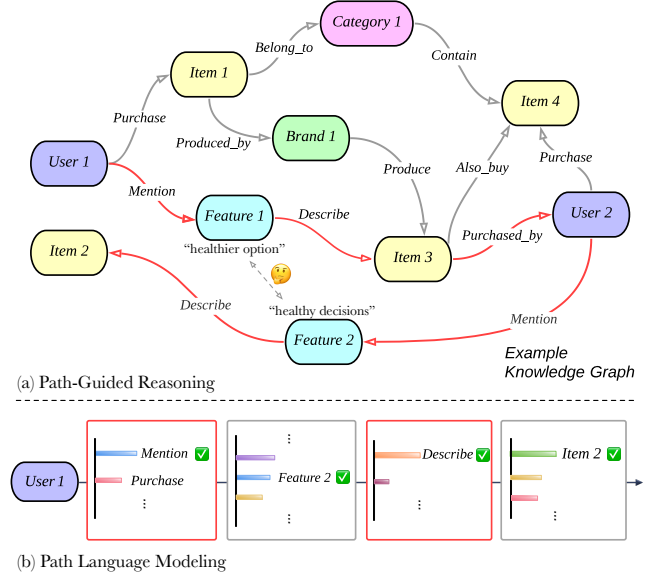 Category 1
Belong_to
Contain
Item 1
Item 4
Purchase
Produced_by
Brand 1
Also_buy
Purchase
User 1
Produce
Mention
Feature 1
Describe
User 2
Purchased_by
Item 2
“healthier option”
Item 3
Describe
“healthy decisions”
Mention
Feature 2
Example
Knowledge Graph
(a) Path-Guided Reasoning
User 1
Mention
Purchase
Feature 2
Describe
Item 2
(b) Path Language Modeling